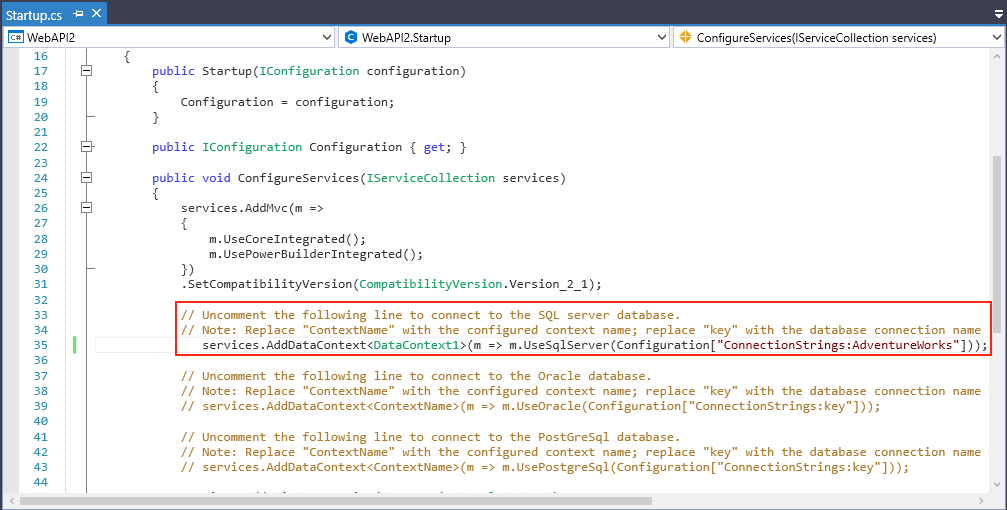 Startup.cs
WebAPI2 WebAPI2.Startup ConfigureServices(IServiceCollection services)
16 {
17 public Startup(IConfiguration configuration)
18 {
19 Configuration = configuration;
20 }
21
22 public IConfiguration Configuration { get; }
23
24 public void ConfigureServices(IServiceCollection services)
25 {
26 services.AddMvc(m =>
27 {
28 m.UseCoreIntegrated();
29 m.UsePowerBuilderIntegrated();
30 })
31 .SetCompatibilityVersion(CompatibilityVersion.Version_2_1);
32
33 // Uncomment the following line to connect to the SQL server database.
34 // Note: Replace "ContextName" with the configured context name; replace "key" with the database connection name
35 services.AddDataContext<DataContext1>(m => m.UseSqlServer(Configuration["ConnectionStrings:AdventureWorks"]));
36
37 // Uncomment the following line to connect to the Oracle database.
38 // Note: Replace "ContextName" with the configured context name; replace "key" with the database connection name
39 // services.AddDataContext<ContextName>(m => m.UseOracle(Configuration["ConnectionStrings:key"]));
40
41 // Uncomment the following line to connect to the PostGreSql database.
42 // Note: Replace "ContextName" with the configured context name; replace "key" with the database connection name
43 // services.AddDataContext<ContextName>(m => m.UsePostgreSql(Configuration["ConnectionStrings:key"]));
44